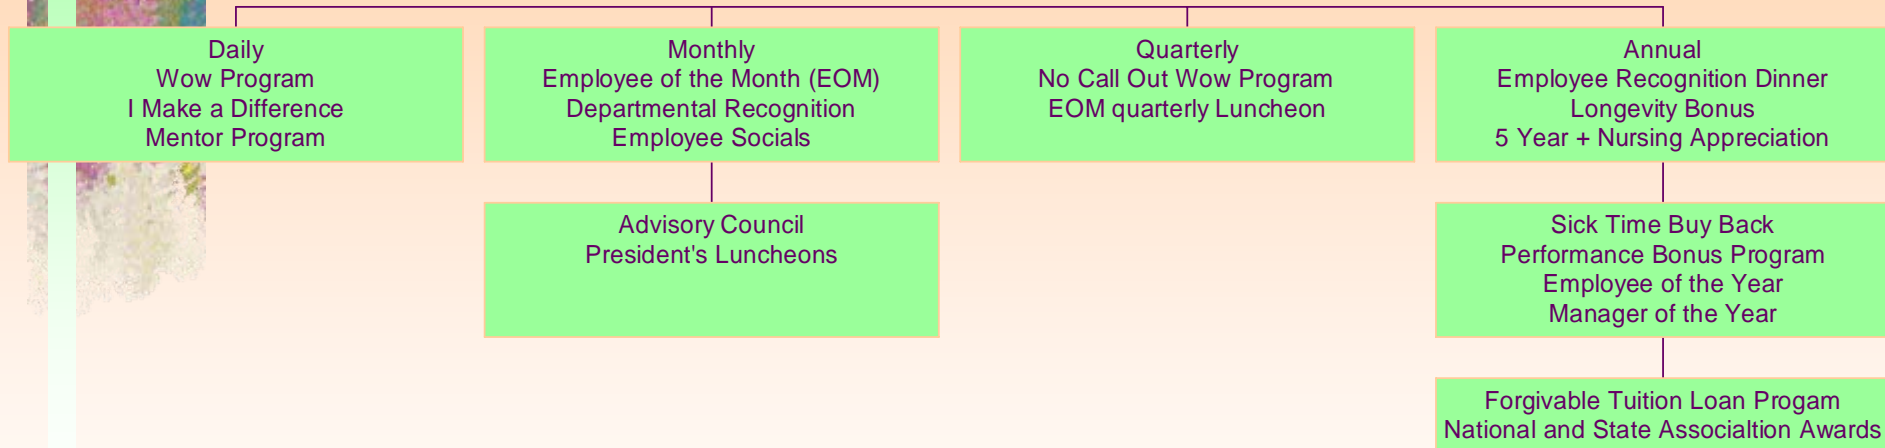 Daily
Wow Program
I Make a Difference
Mentor Program
Monthly
Employee of the Month (EOM)
Departmental Recognition
Employee Socials
Quarterly
No Call Out Wow Program
EOM quarterly Luncheon
Annual
Employee Recognition Dinner
Longevity Bonus
5 Year + Nursing Appreciation
Advisory Council
President's Luncheons
Sick Time Buy Back
Performance Bonus Program
Employee of the Year
Manager of the Year
Forgivable Tuition Loan Progam
National and State Associaltion Awards